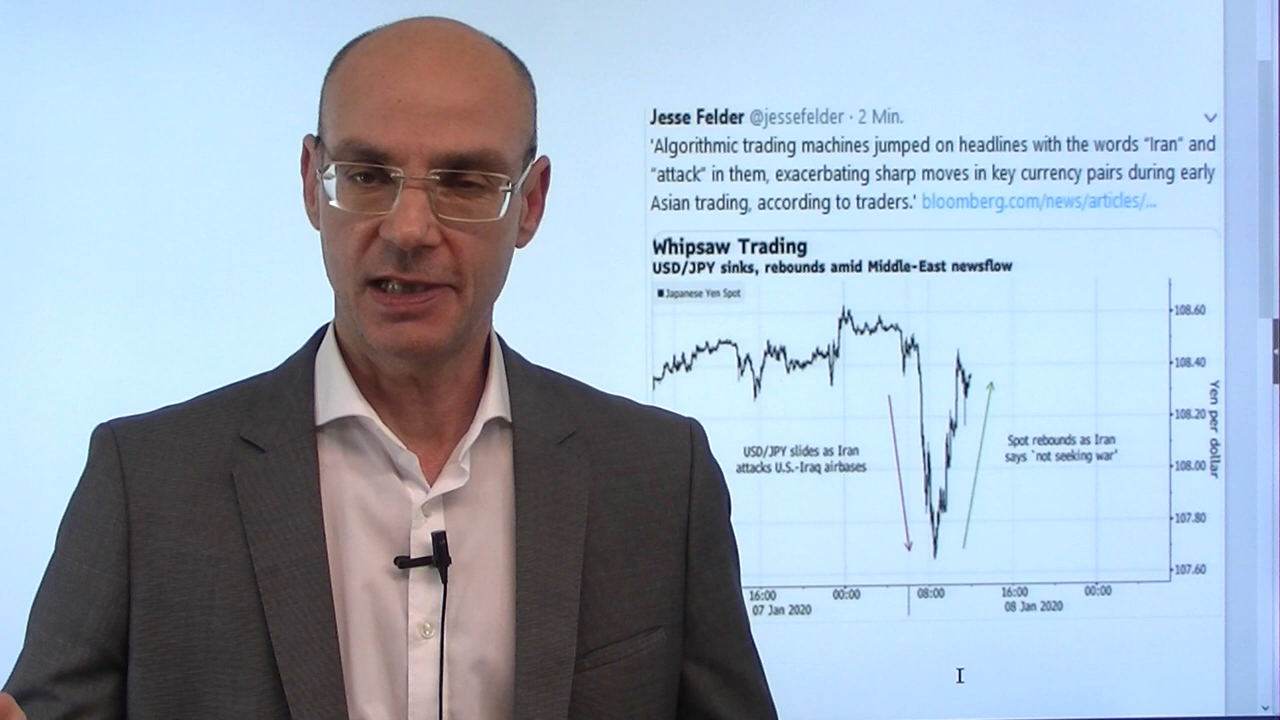 Jesse Felder @jessefelder · 2 Min.
'Algorithmic trading machines jumped on headlines with the words "Iran" and
"attack" in them, exacerbating sharp moves in key currency pairs during early
Asian trading, according to traders.' bloomberg.com/news/articles/...
Whipsaw Trading
USD/JPY sinks, rebounds amid Middle-East newsflow
Japanese Yen Spot
108.60
108.40
108.20
108.00
107.80
107.60
Yen per dollar
USD/JPY slides as Iran
attacks U.S.-Iraq airbases
Spot rebounds as Iran
says 'not seeking war'
16:00 00:00 08:00 16:00 00:00
07 Jan 2020 08 Jan 2020